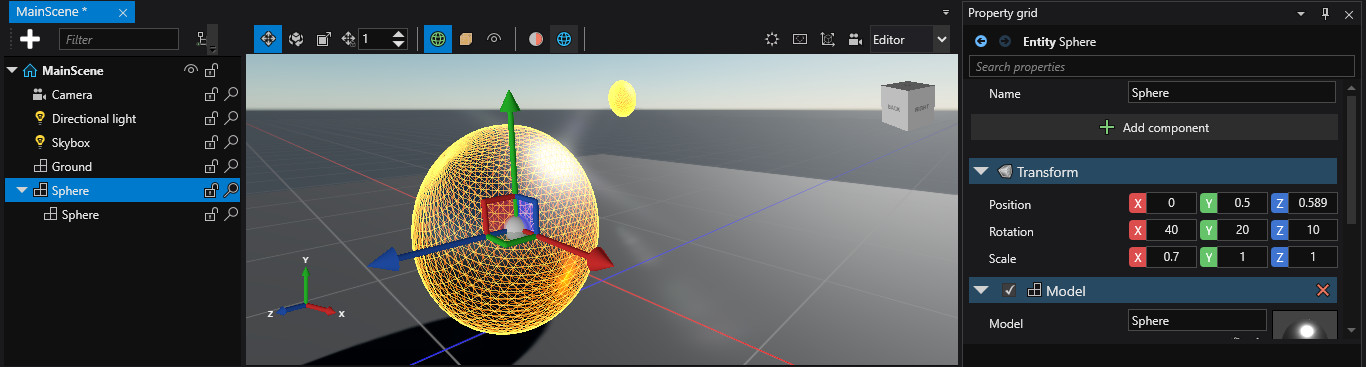 MainScene *
Filter
1
Editor
MainScene
Camera
Directional light
Skybox
Ground
Sphere
Sphere
BACK
RIGHT
Y
Z
X
Property grid
Entity Sphere
Search properties
Name
Sphere
Add component
Transform
Position
X 0 Y 0.5 Z 0.589
Rotation
X 40 Y 20 Z 10
Scale
X 0.7 Y 1 Z 1
Model
Model
Sphere